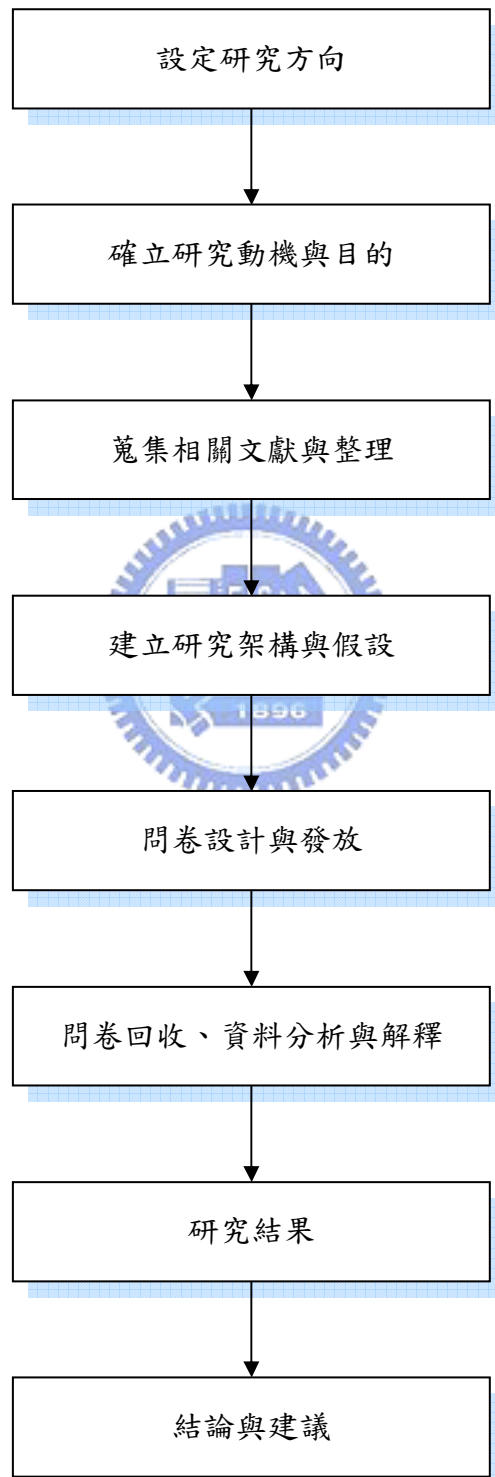 設定研究方向
確立研究動機與目的
蒐集相關文獻與整理
建立研究架構與假設
1896
問卷設計與發放
問卷回收、資料分析與解釋
研究結果
結論與建議